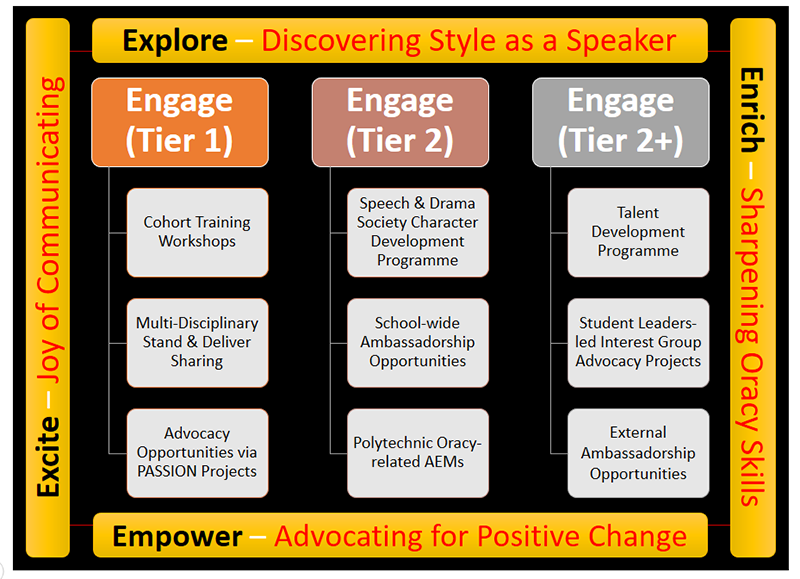 Explore – Discovering Style as a Speaker
Excite – Joy of Communicating
Engage
(Tier 1)
Cohort Training
Workshops
Multi-Disciplinary
Stand & Deliver
Sharing
Advocacy
Opportunities via
PASSION Projects
Engage
(Tier 2)
Speech & Drama
Society Character
Development
Programme
School-wide
Ambassadorship
Opportunities
Polytechnic Oracy-
related AEMs
Engage
(Tier 2+)
Talent
Development
Programme
Student Leaders-
led Interest Group
Advocacy Projects
External
Ambassadorship
Opportunities
Enrich – Sharpening Oracy Skills
Empower – Advocating for Positive Change